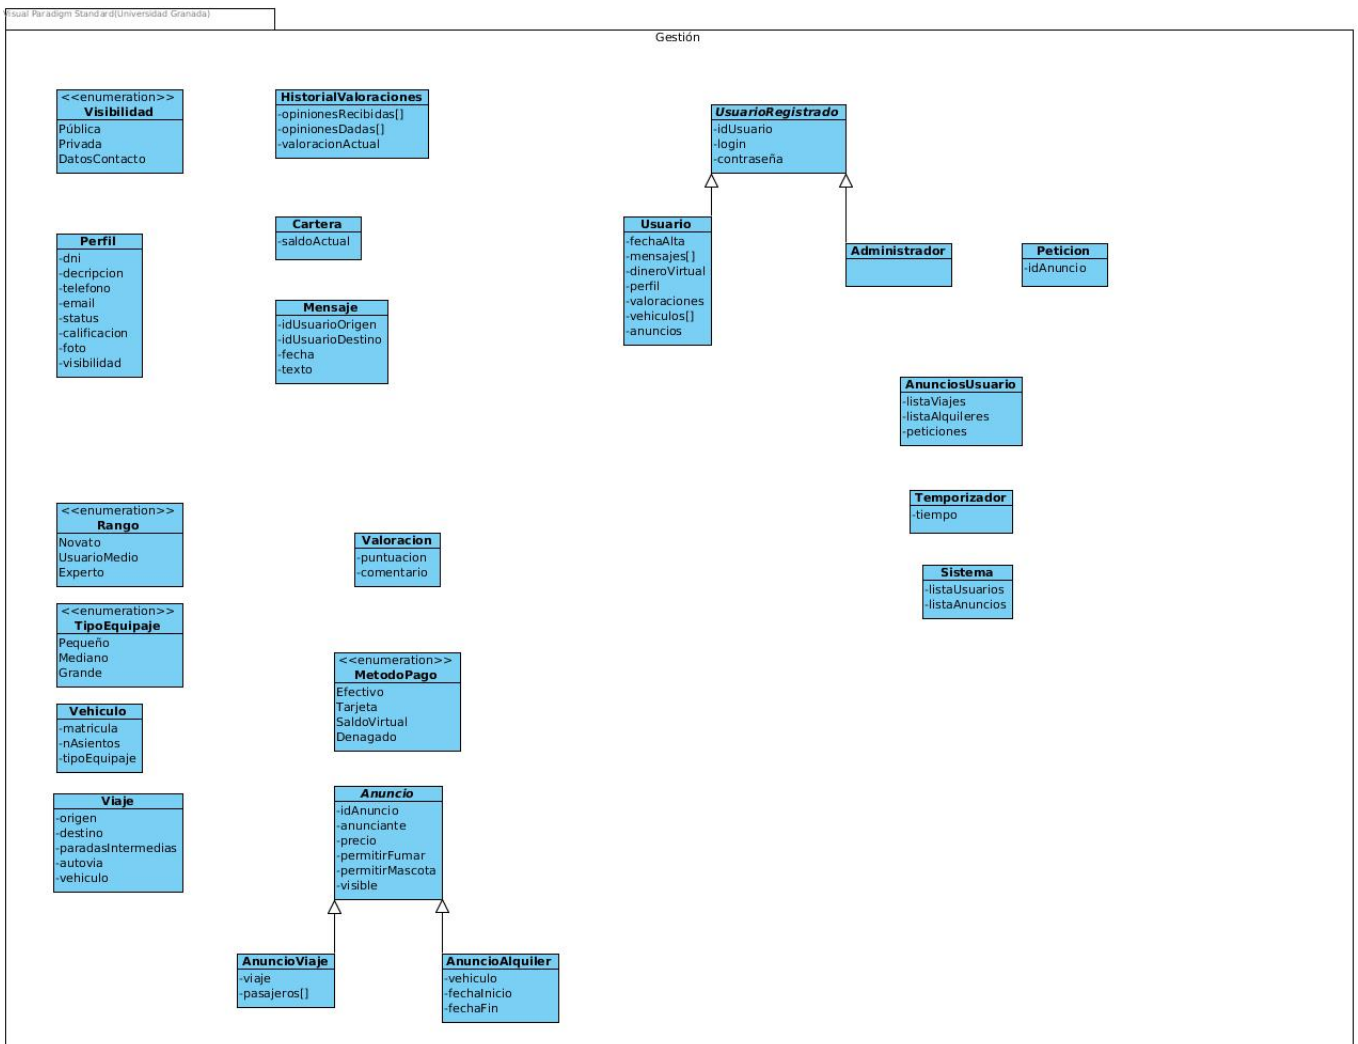 Visual Paradigm Standard(Universidad Granada)
Gestión
<<enumeration>>
Visibilidad
Pública
Privada
DatosContacto
HistorialValoraciones
-opinionesRecibidas[]
-opinionesDadas[]
-valoracionActual
UsuarioRegistrado
-idUsuario
-login
-contraseña
Cartera
-saldoActual
Usuario
-fechaAlta
-mensajes[]
-dineroVirtual
-perfil
-valoraciones
-vehiculos[]
-anuncios
Perfil
-dni
-decripcion
-telefono
-email
-status
-calificacion
-foto
-visibilidad
Administrador
Peticion
-idAnuncio
Mensaje
-idUsuarioOrigen
-idUsuarioDestino
-fecha
-texto
AnunciosUsuario
-listaViajes
-listaAlquileres
-peticiones
Temporizador
-tiempo
<<enumeration>>
Rango
Novato
UsuarioMedio
Experto
Valoracion
-puntuacion
-comentario
Sistema
-listaUsuarios
-listaAnuncios
<<enumeration>>
TipoEquipaje
Pequeño
Mediano
Grande
<<enumeration>>
MetodoPago
Efectivo
Tarjeta
SaldoVirtual
Denagado
Vehiculo
-matricula
-nAsientos
-tipoEquipaje
Anuncio
-idAnuncio
-anunciante
-precio
-permitirFumar
-permitirMascota
-visible
Viaje
-origen
-destino
-paradasIntermedias
-autovia
-vehiculo
AnuncioViaje
-viaje
-pasajeros[]
AnuncioAlquiler
-vehiculo
-fechaInicio
-fechaFin